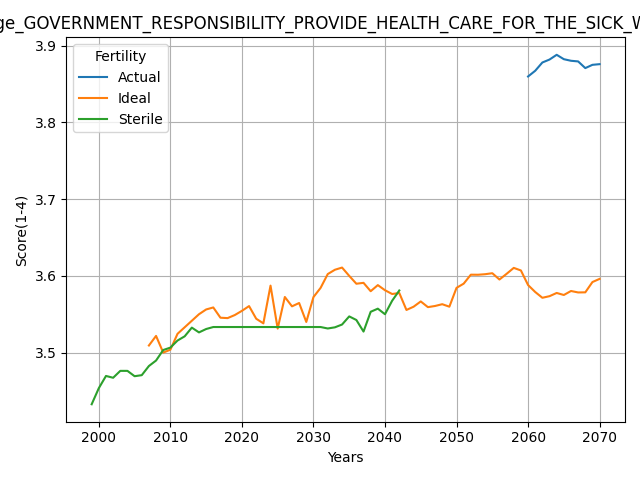 ge_GOVERNMENT_RESPONSIBILITY_PROVIDE_HEALTH_CARE_FOR_THE_SICK_W
Fertility
Actual
Ideal
Sterile
3.9
3.8
3.7
3.6
3.5
Score(1-4)
2000 2010 2020 2030 2040 2050 2060 2070
Years